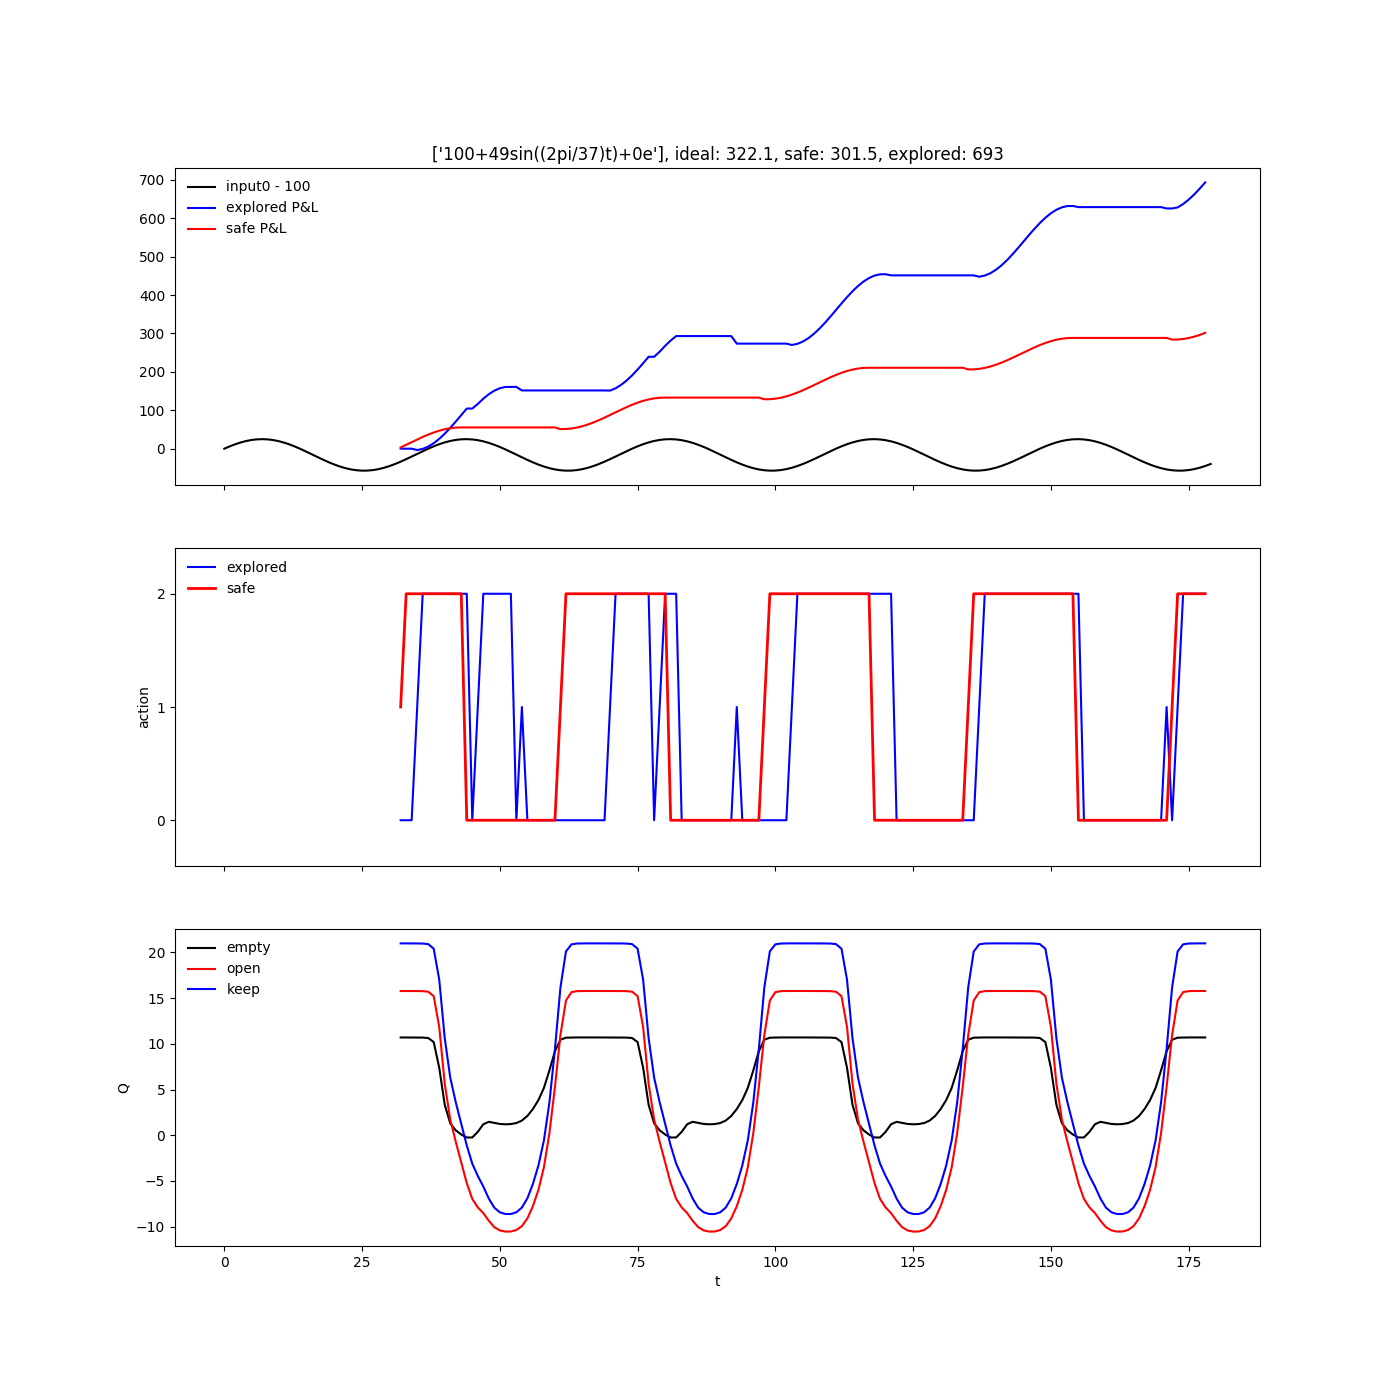 ['100+49sin((2pi/37)t)+0e'], ideal: 322.1, safe: 301.5, explored: 693
700
600
500
400
300
200
100
0
input0 - 100
explored P&L
safe P&L
2
1
0
action
explored
safe
20
15
10
5
0
−5
−10
Q
empty
open
keep
0 25 50 75 100 125 150 175
t